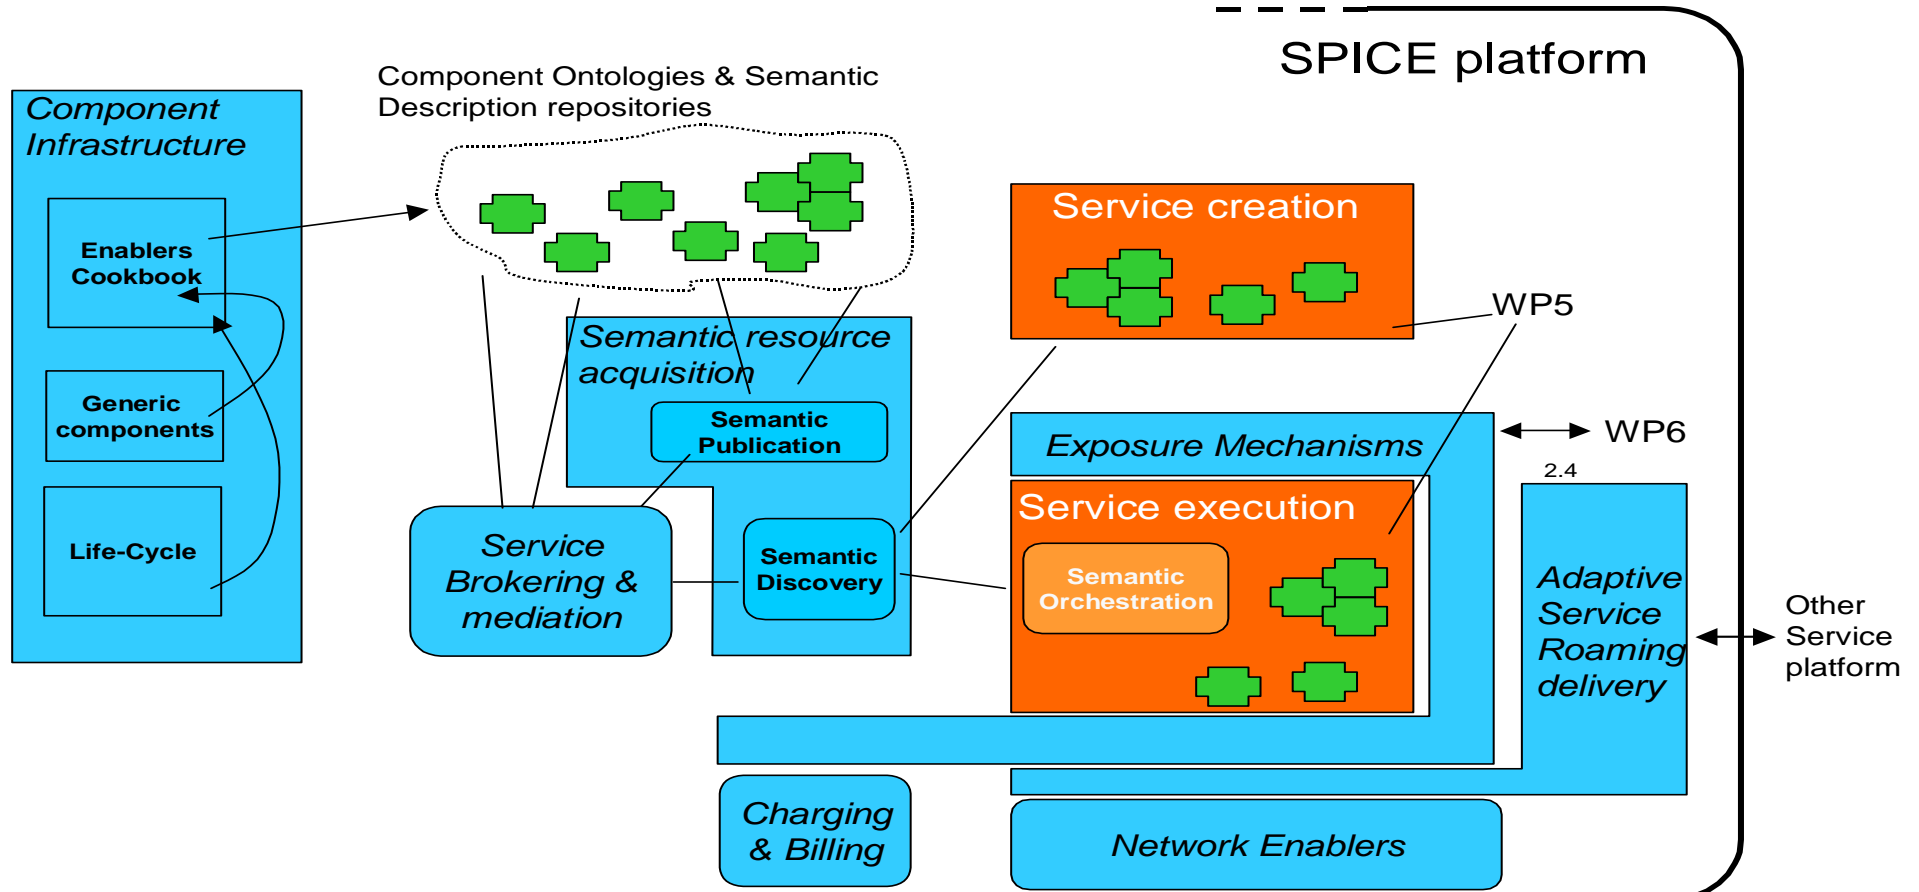 SPICE platform
Component Ontologies & Semantic
Description repositories
Component
Infrastructure
Enablers
Cookbook
Generic
components
Life-Cycle
Semantic resource
acquisition
Semantic
Publication
Semantic
Discovery
Service
Brokering &
mediation
Service creation
WP5
Exposure Mechanisms
WP6
2.4
Service execution
Semantic
Orchestration
Adaptive
Service
Roaming
delivery
Other
Service
platform
Charging
& Billing
Network Enablers